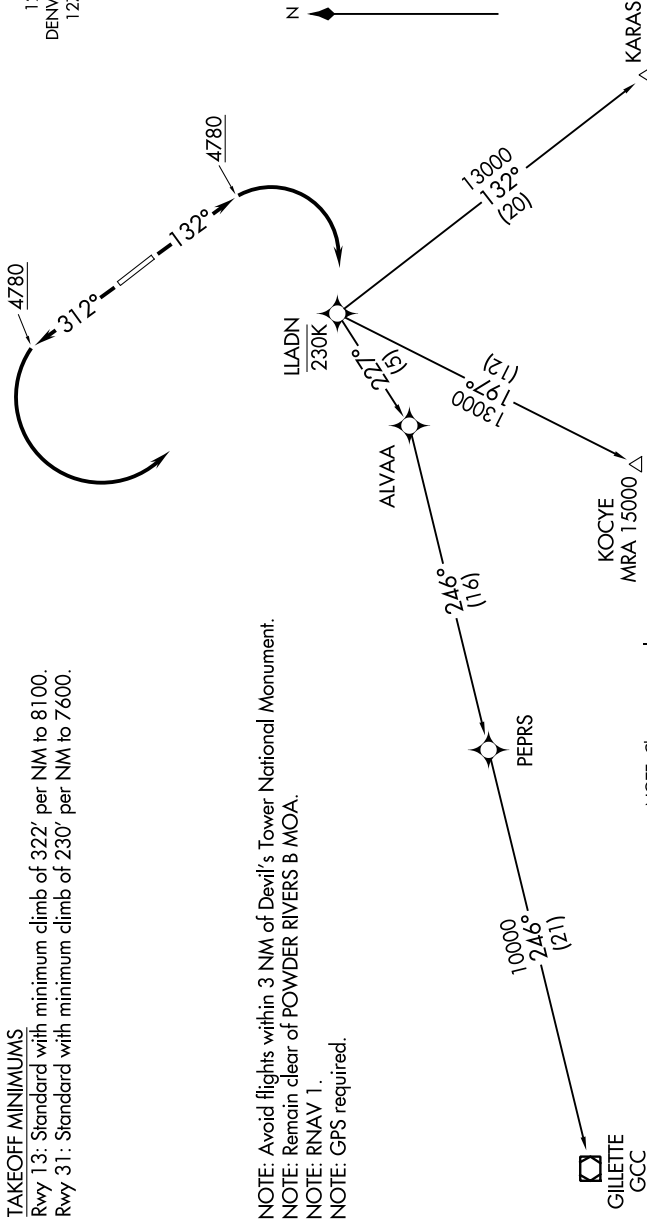 TAKEOFF MINIMUMS
Rwy 13: Standard with minimum climb of 322' per NM to 8100.
Rwy 31: Standard with minimum climb of 230' per NM to 7600.
NOTE: Avoid flights within 3 NM of Devil's Tower National Monument.
NOTE: Remain clear of POWDER RIVERS B MOA.
NOTE: RNAV 1.
NOTE: GPS required.
N
4780
312°
132°
4780
LLADN
230K
227°
(5)
ALVAA
13000
132°
(20)
KARAS
13000
197°
(12)
KOCYE
MRA 15000
246°
(16)
PEPRS
10000
246°
(21)
GILLETTE
GCC